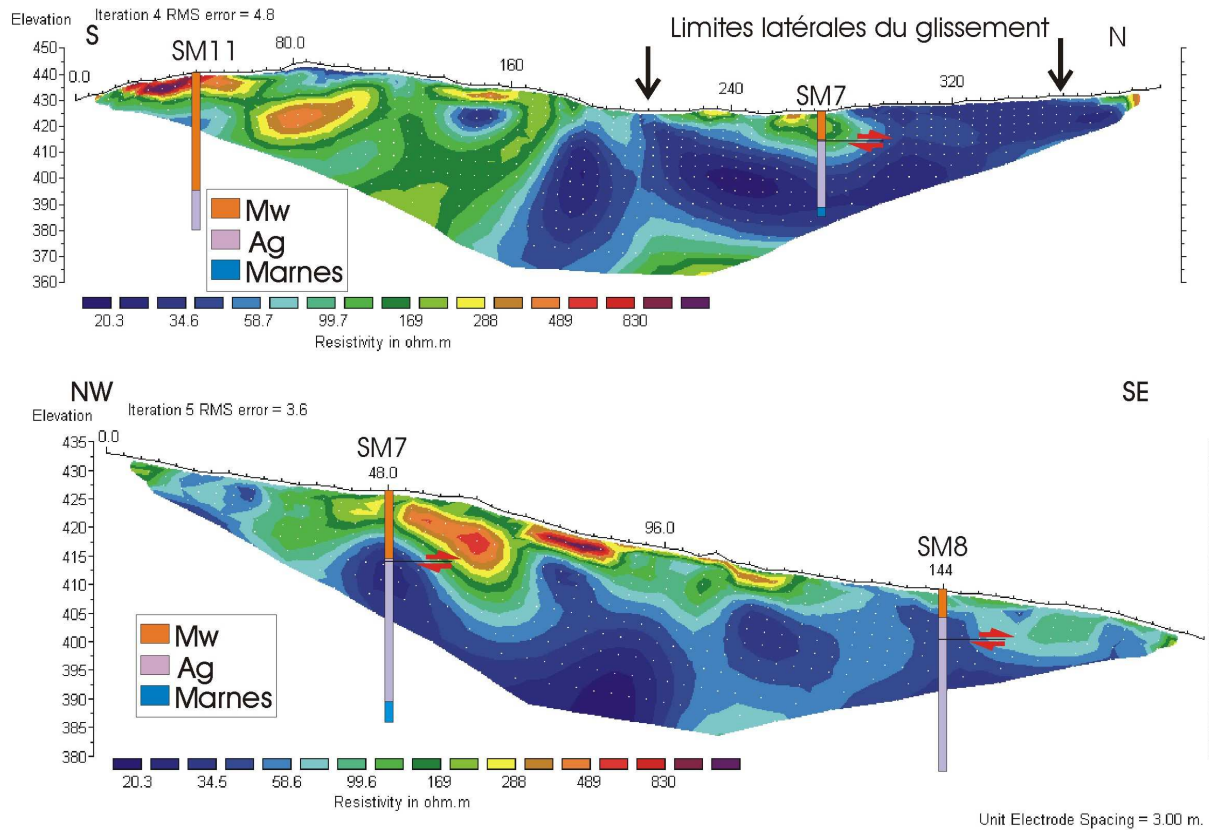 Elevation Iteration 4 RMS error = 4.8
S
SM11
Limites latérales du glissement
N
0.0 80.0 160 240 SM7 320
450
440
430
420
410
400
390
380
370
360
Mw
Ag
Marnes
20.3 34.6 58.7 99.7 169 288 489 830
Resistivity in ohm.m
NW
SE
Elevation Iteration 5 RMS error = 3.6
0.0
SM7
48.0
96.0
SM8
144
435
430
425
420
415
410
405
400
395
390
385
380
Mw
Ag
Marnes
20.3 34.5 58.6 99.6 169 288 489 830
Resistivity in ohm.m
Unit Electrode Spacing = 3.00 m.